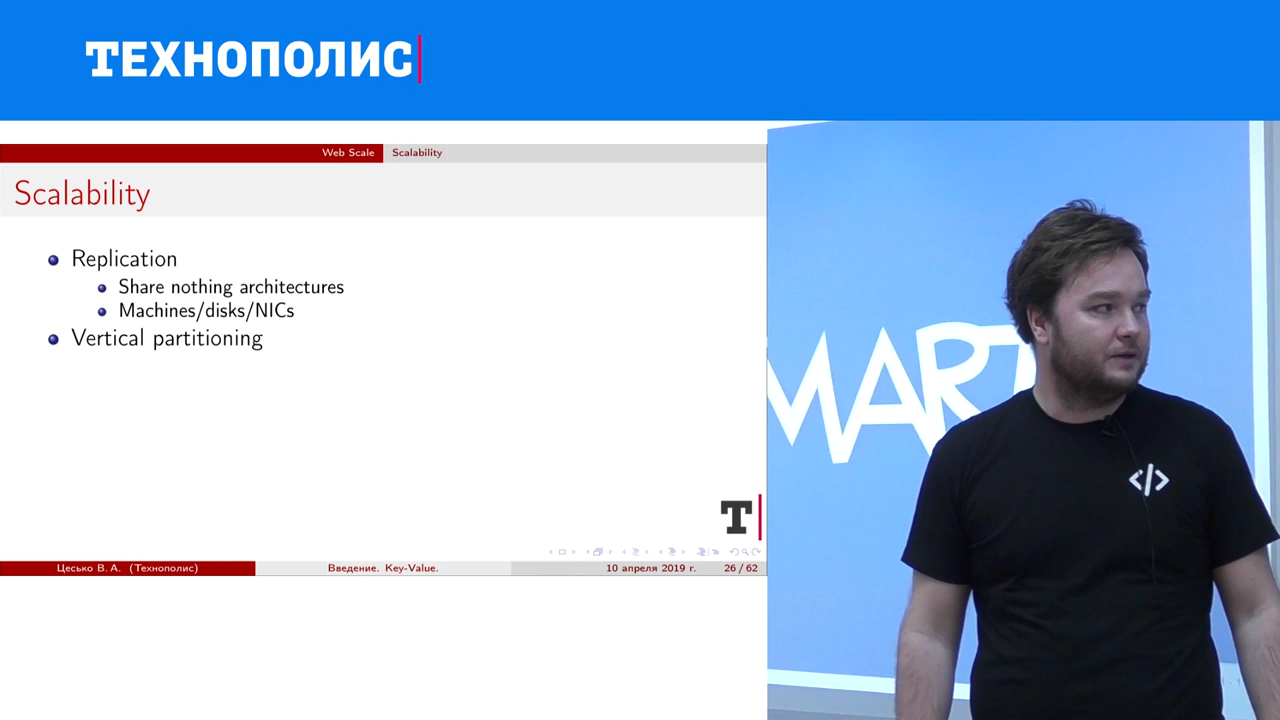 ТЕХНОПОЛИС
Web Scale Scalability
Scalability
Replication
Share nothing architectures
Machines/disks/NICs
Vertical partitioning
T
Цесько В. А. (Технополис) Введение. Key-Value. 10 апреля 2019 г. 26 / 62
SMART